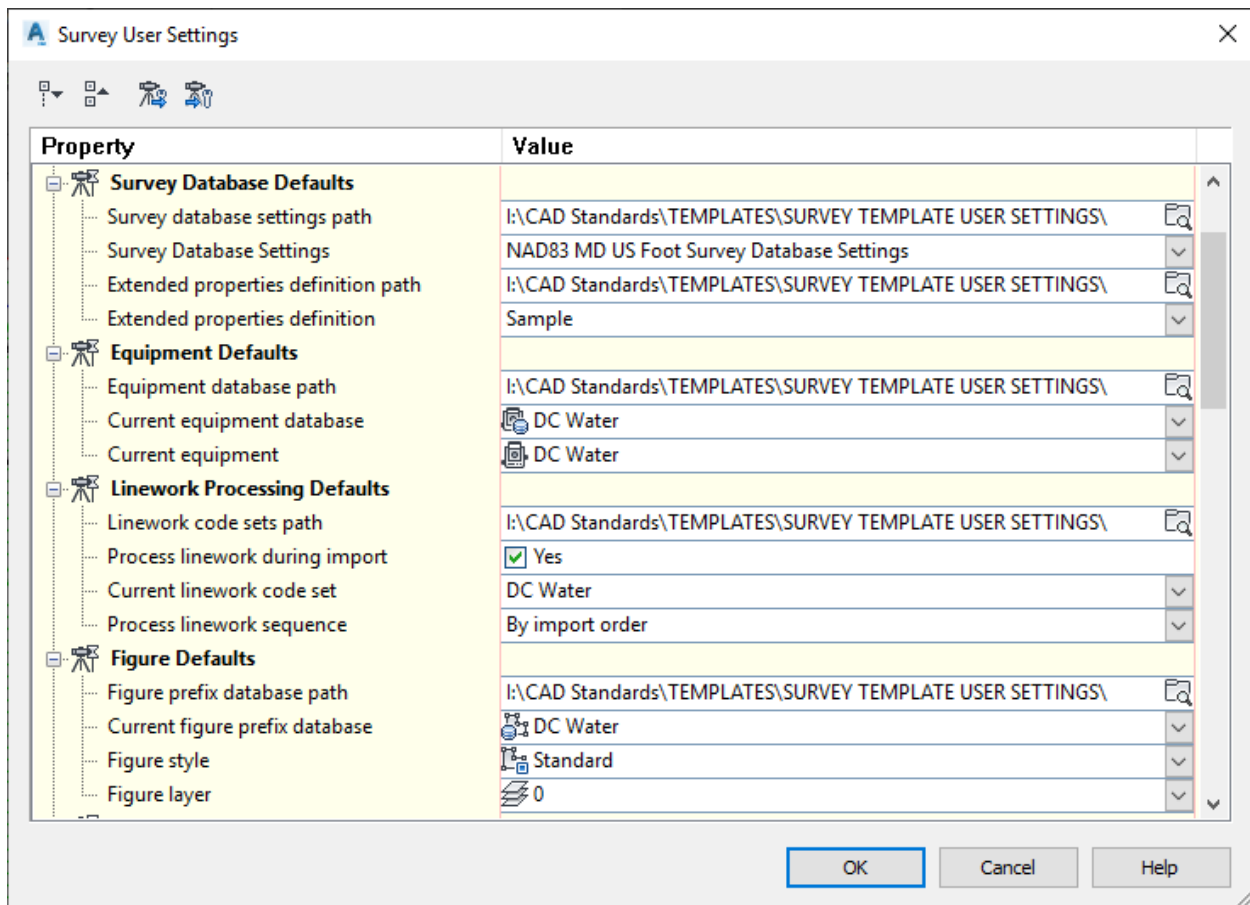 Survey User Settings
Property Value
Survey Database Defaults
Survey database settings path I:\CAD Standards\TEMPLATES\SURVEY TEMPLATE USER SETTINGS\
Survey Database Settings NAD83 MD US Foot Survey Database Settings
Extended properties definition path I:\CAD Standards\TEMPLATES\SURVEY TEMPLATE USER SETTINGS\
Extended properties definition Sample
Equipment Defaults
Equipment database path I:\CAD Standards\TEMPLATES\SURVEY TEMPLATE USER SETTINGS\
Current equipment database DC Water
Current equipment DC Water
Linework Processing Defaults
Linework code sets path I:\CAD Standards\TEMPLATES\SURVEY TEMPLATE USER SETTINGS\
Process linework during import Yes
Current linework code set DC Water
Process linework sequence By import order
Figure Defaults
Figure prefix database path I:\CAD Standards\TEMPLATES\SURVEY TEMPLATE USER SETTINGS\
Current figure prefix database DC Water
Figure style Standard
Figure layer 0
OK Cancel Help